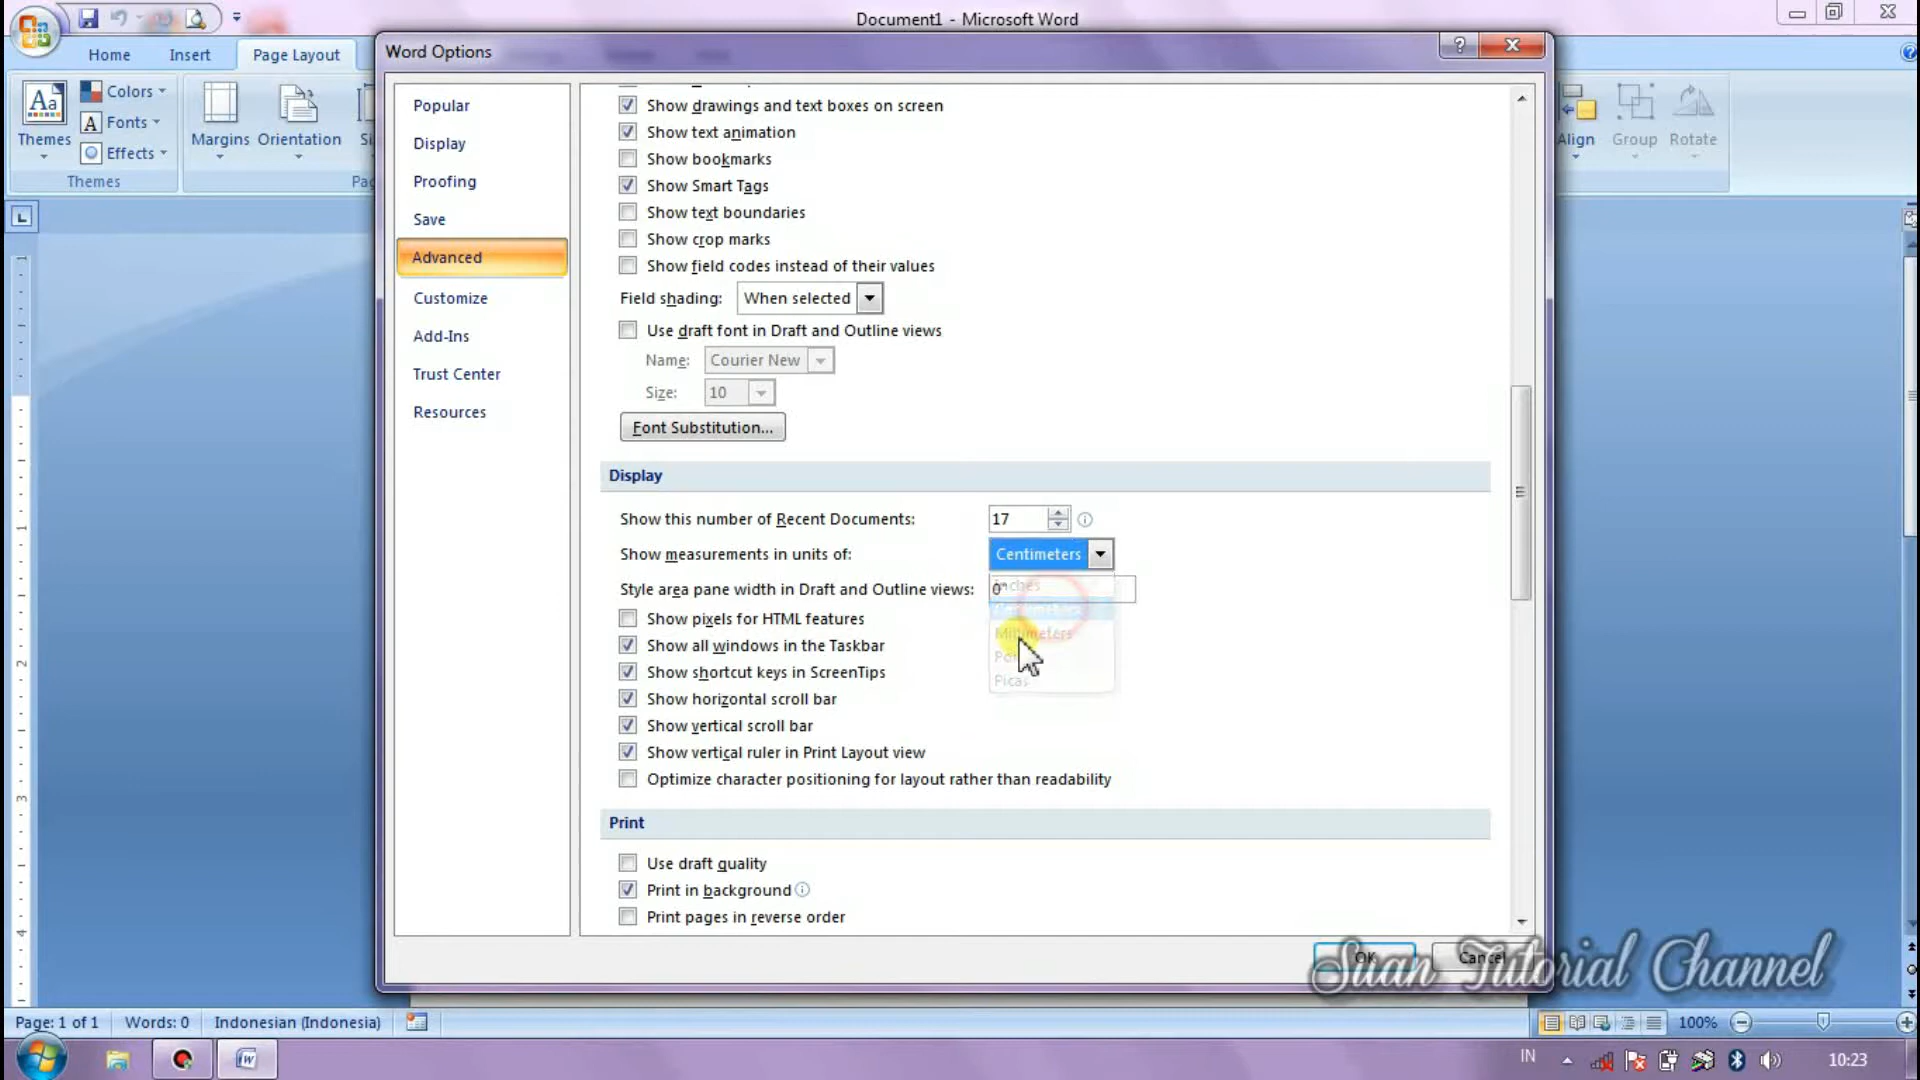 Document1 - Microsoft Word
Home
Insert
Page Layout
Word Options
Themes
Colors
Fonts
Effects
Margins
Orientation
Align
Group
Rotate
Themes
Popular
Display
Proofing
Save
Advanced
Customize
Add-Ins
Trust Center
Resources
Show drawings and text boxes on screen
Show text animation
Show bookmarks
Show Smart Tags
Show text boundaries
Show crop marks
Show field codes instead of their values
Field shading: When selected
Use draft font in Draft and Outline views
Name: Courier New
Size: 10
Font Substitution...
Display
Show this number of Recent Documents: 17
Show measurements in units of: Centimeters
Inches
Style area pane width in Draft and Outline views: 0"
Centimeters
Millimeters
Picas
Show pixels for HTML features
Show all windows in the Taskbar
Show shortcut keys in ScreenTips
Show horizontal scroll bar
Show vertical scroll bar
Show vertical ruler in Print Layout view
Optimize character positioning for layout rather than readability
Print
Use draft quality
Print in background
Print pages in reverse order
OK
Cancel
Suan Tutorial Channel
Page: 1 of 1
Words: 0
Indonesian (Indonesia)
100%
IN
10:23